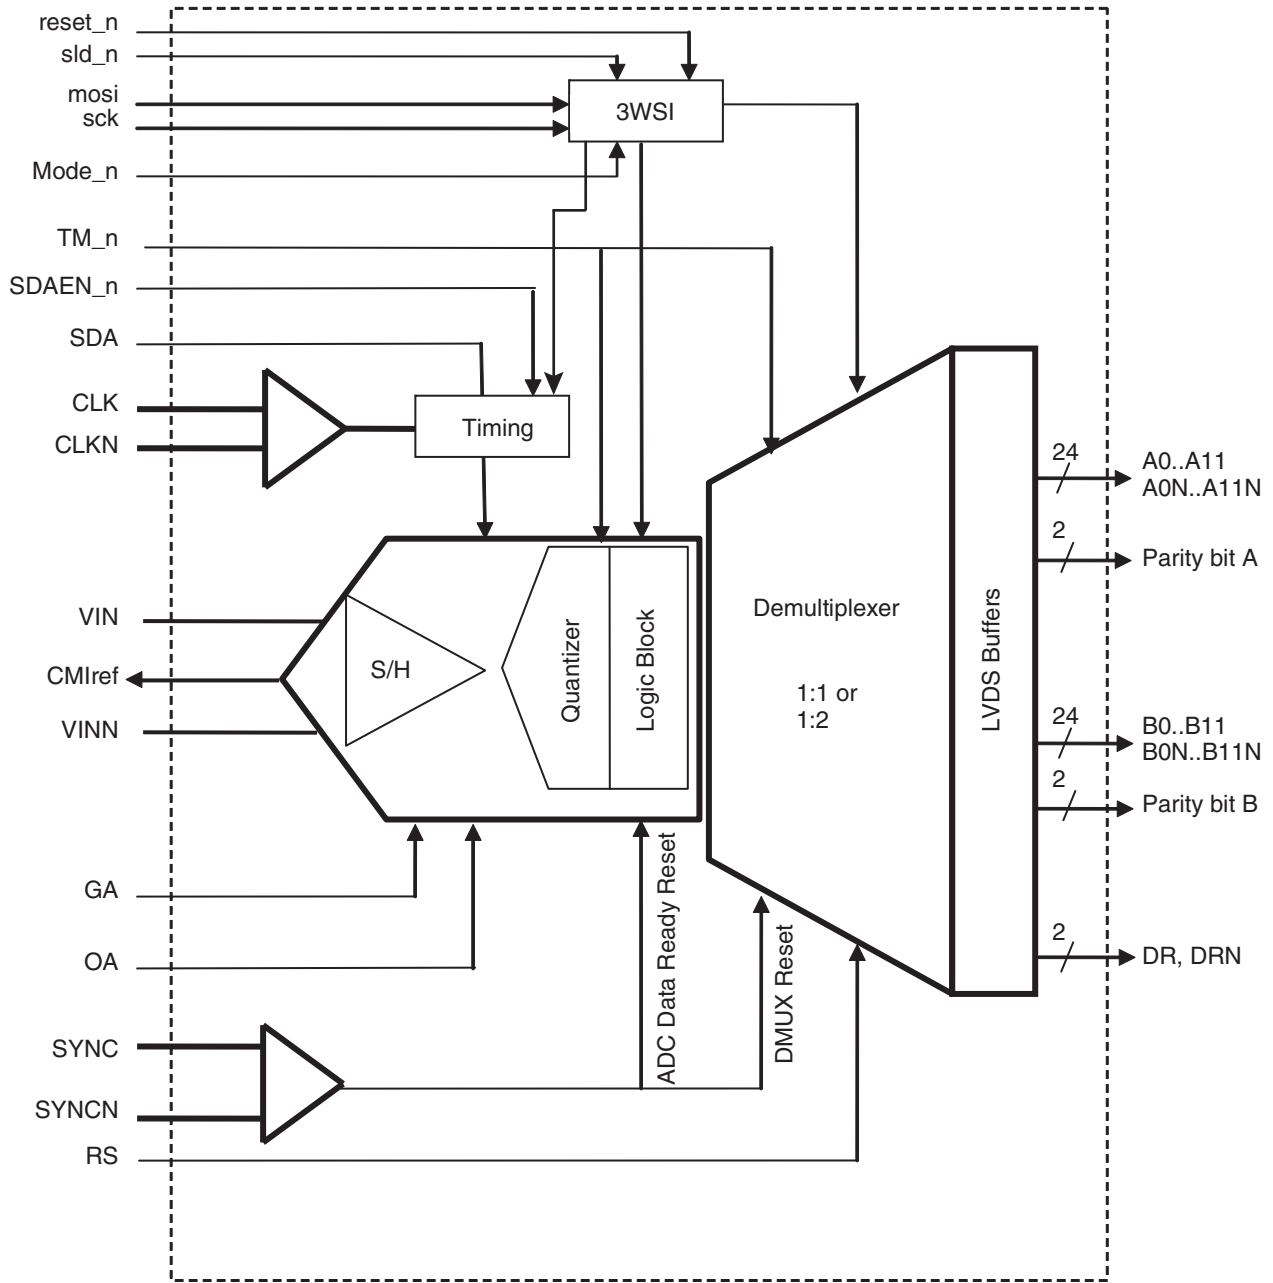 reset_n
sld_n
mosi
sck
3WSI
Mode_n
TM_n
SDAEN_n
SDA
CLK
CLKN
Timing
24
A0..A11
A0N..A11N
2
Parity bit A
VIN
CMIref
VINN
S/H
Quantizer
Logic Block
Demultiplexer
1:1 or
1:2
LVDS Buffers
24
B0..B11
B0N..B11N
2
Parity bit B
GA
OA
ADC Data Ready Reset
DMUX Reset
2
DR, DRN
SYNC
SYNCN
RS